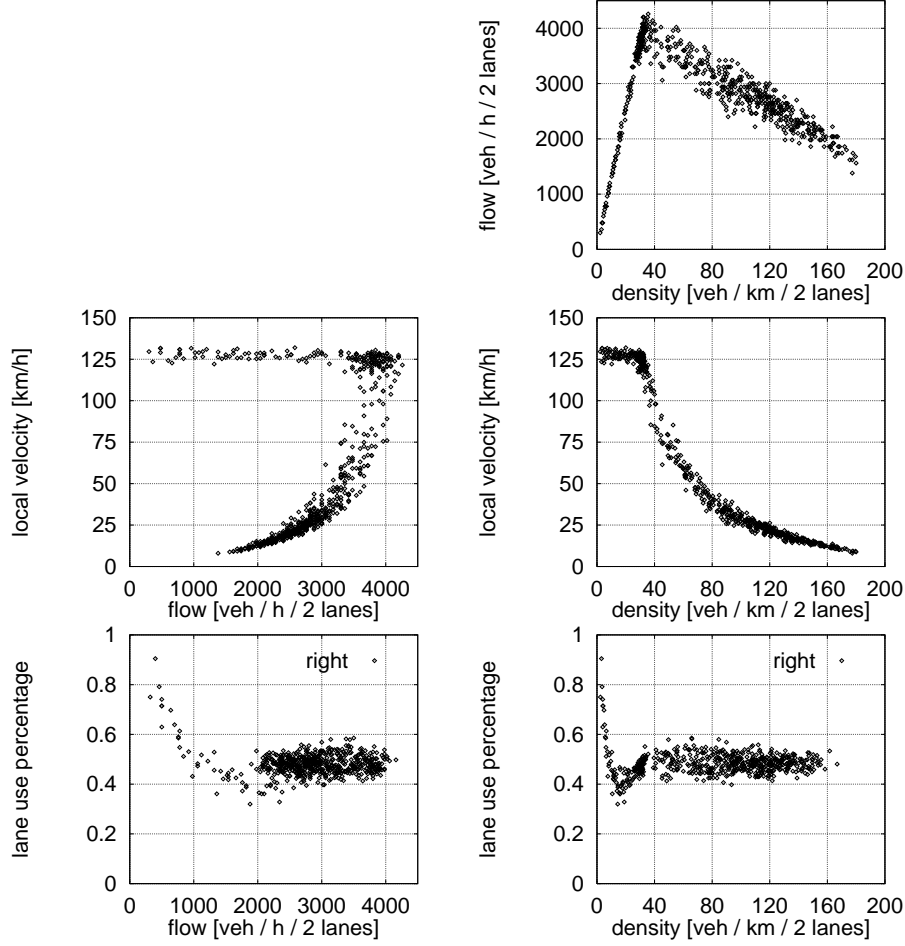 flow [veh / h / 2 lanes]
4000
3000
2000
1000
0
0 40 80 120 160 200
density [veh / km / 2 lanes]
local velocity [km/h]
150
125
100
75
50
25
0
0 1000 2000 3000 4000
flow [veh / h / 2 lanes]
local velocity [km/h]
150
125
100
75
50
25
0
0 40 80 120 160 200
density [veh / km / 2 lanes]
lane use percentage
1
0.8
0.6
0.4
0.2
0
right
0 1000 2000 3000 4000
flow [veh / h / 2 lanes]
lane use percentage
1
0.8
0.6
0.4
0.2
0
right
0 40 80 120 160 200
density [veh / km / 2 lanes]